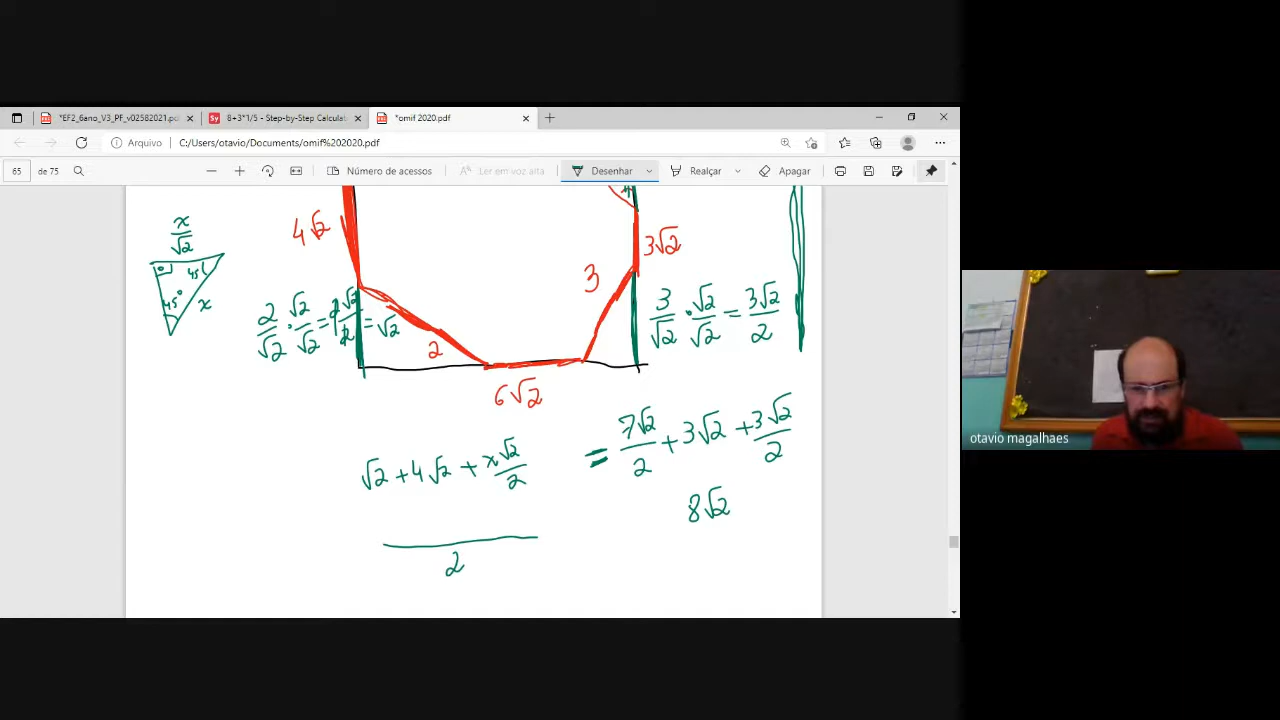 *EF2_6ano_V3_PF_v02582021.pd
8+3*1/5 - Step-by-Step Calculat
*omif 2020.pdf
Arquivo
C:/Users/otavio/Documents/omif%202020.pdf
65 de 75
Número de acessos
Ler em voz alta
Desenhar
Realçar
Apagar
x/√2
45
45°
x
4√2
3√2
3
2/√2 · √2/√2 = 2√2/2 = √2
2
3/√2 · √2/√2 = 3√2/2
6√2
√2 + 4√2 + x√2/2 = 7√2/2 + 3√2 + 3√2/2
8√2
2
otavio magalhaes